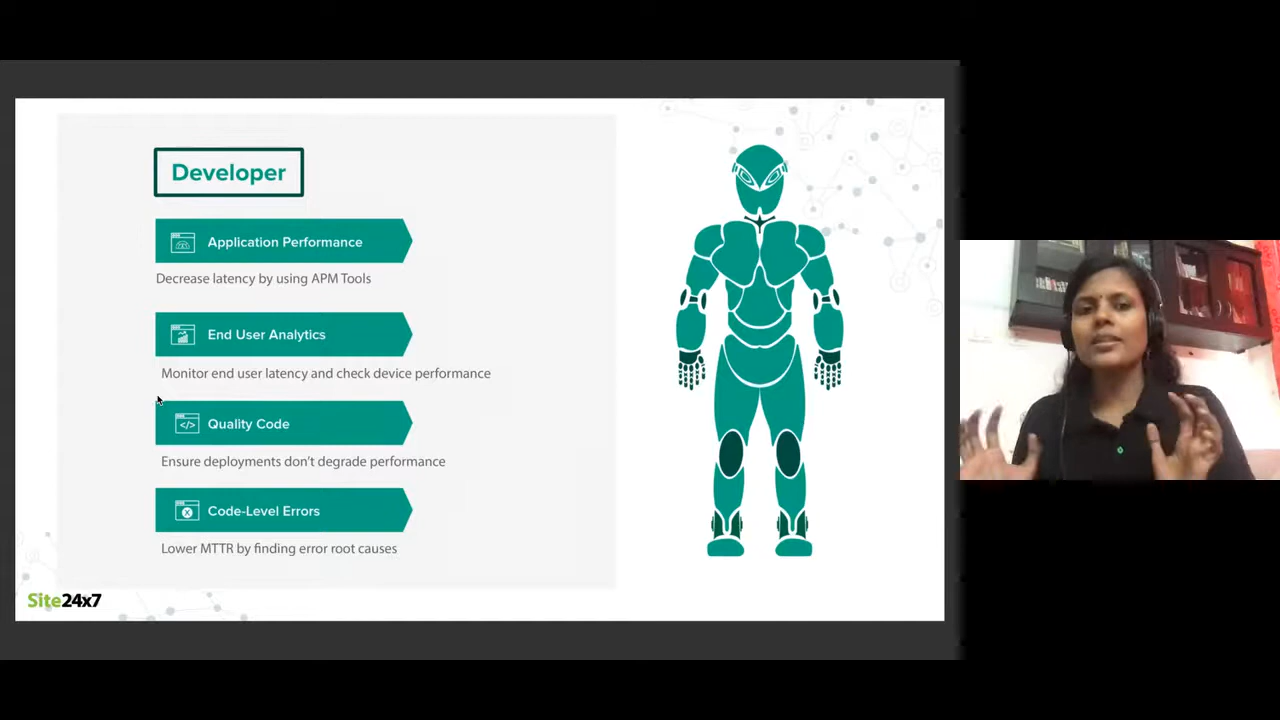 Developer
Application Performance
Decrease latency by using APM Tools
End User Analytics
Monitor end user latency and check device performance
Quality Code
Ensure deployments don't degrade performance
Code-Level Errors
Lower MTTR by finding error root causes
Site24x7